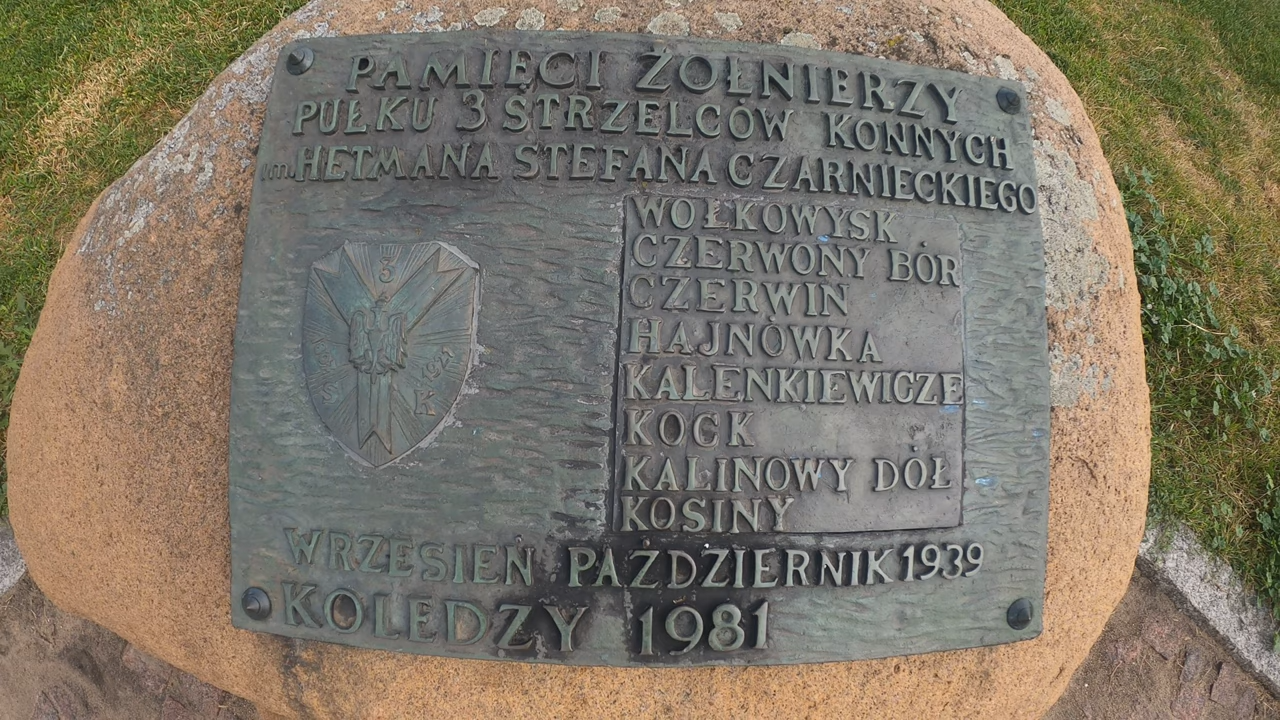 PAMIĘCI ŻOŁNIERZY
PUŁKU 3 STRZELCÓW KONNYCH
im. HETMANA STEFANA CZARNIECKIEGO
WOŁKOWYSK
CZERWONY BÓR
CZERWIN
HAJNÓWKA
KALENKIEWICZE
KOCK
KALINOWY DÓŁ
KOSINY
3
S
K
WRZESIEŃ PAŹDZIERNIK 1939
KOLEDZY 1981